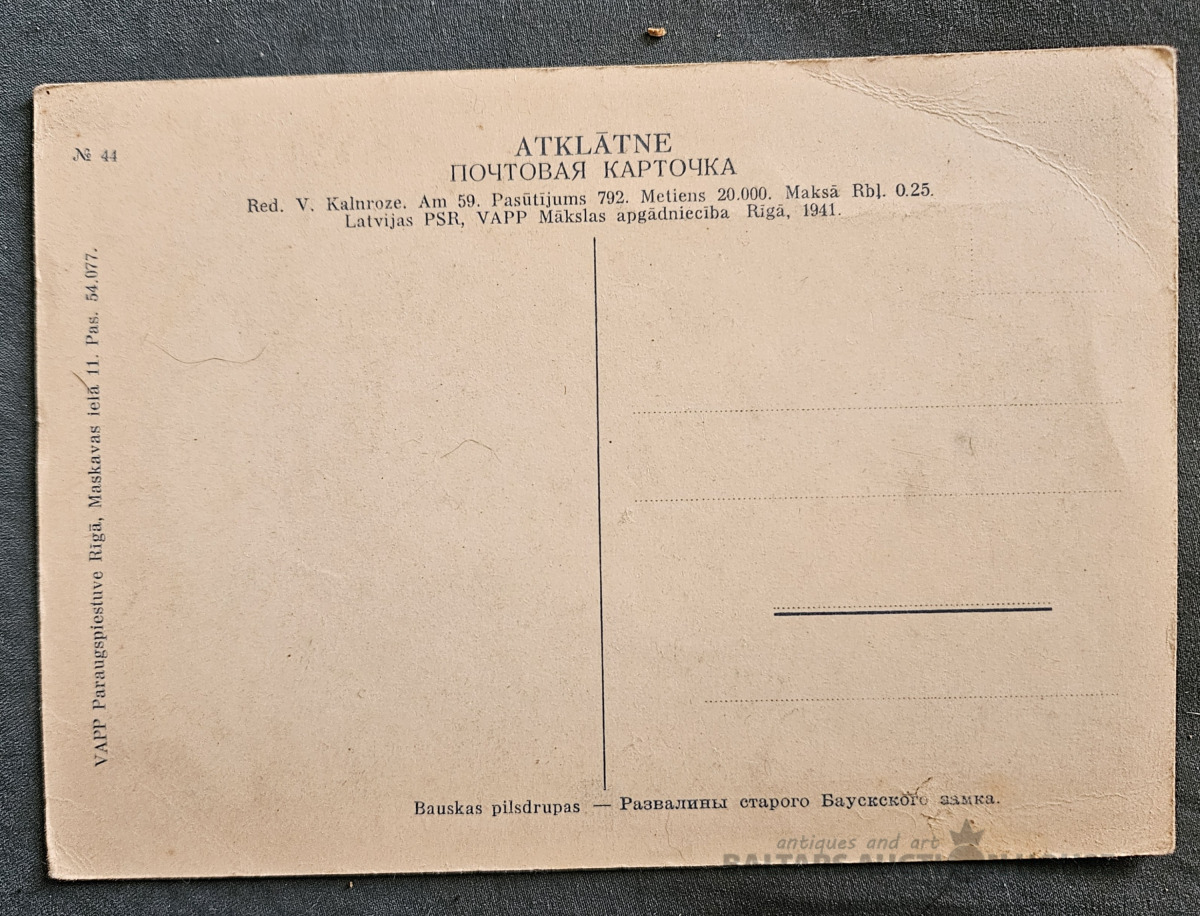 № 44
ATKLĀTNE
ПОЧТОВАЯ КАРТОЧКА
Red. V. Kalnroze. Am 59. Pasūtījums 792. Metiens 20.000. Maksā Rbļ. 0.25.
Latvijas PSR, VAPP Mākslas apgādniecība Rīgā, 1941.
VAPP Paraugspiestuve Rīgā, Maskavas ielā 11. Pas. 54.077.
Bauskas pilsdrupas — Развалины старого Баускского замка.
antiques and art
BALTARS